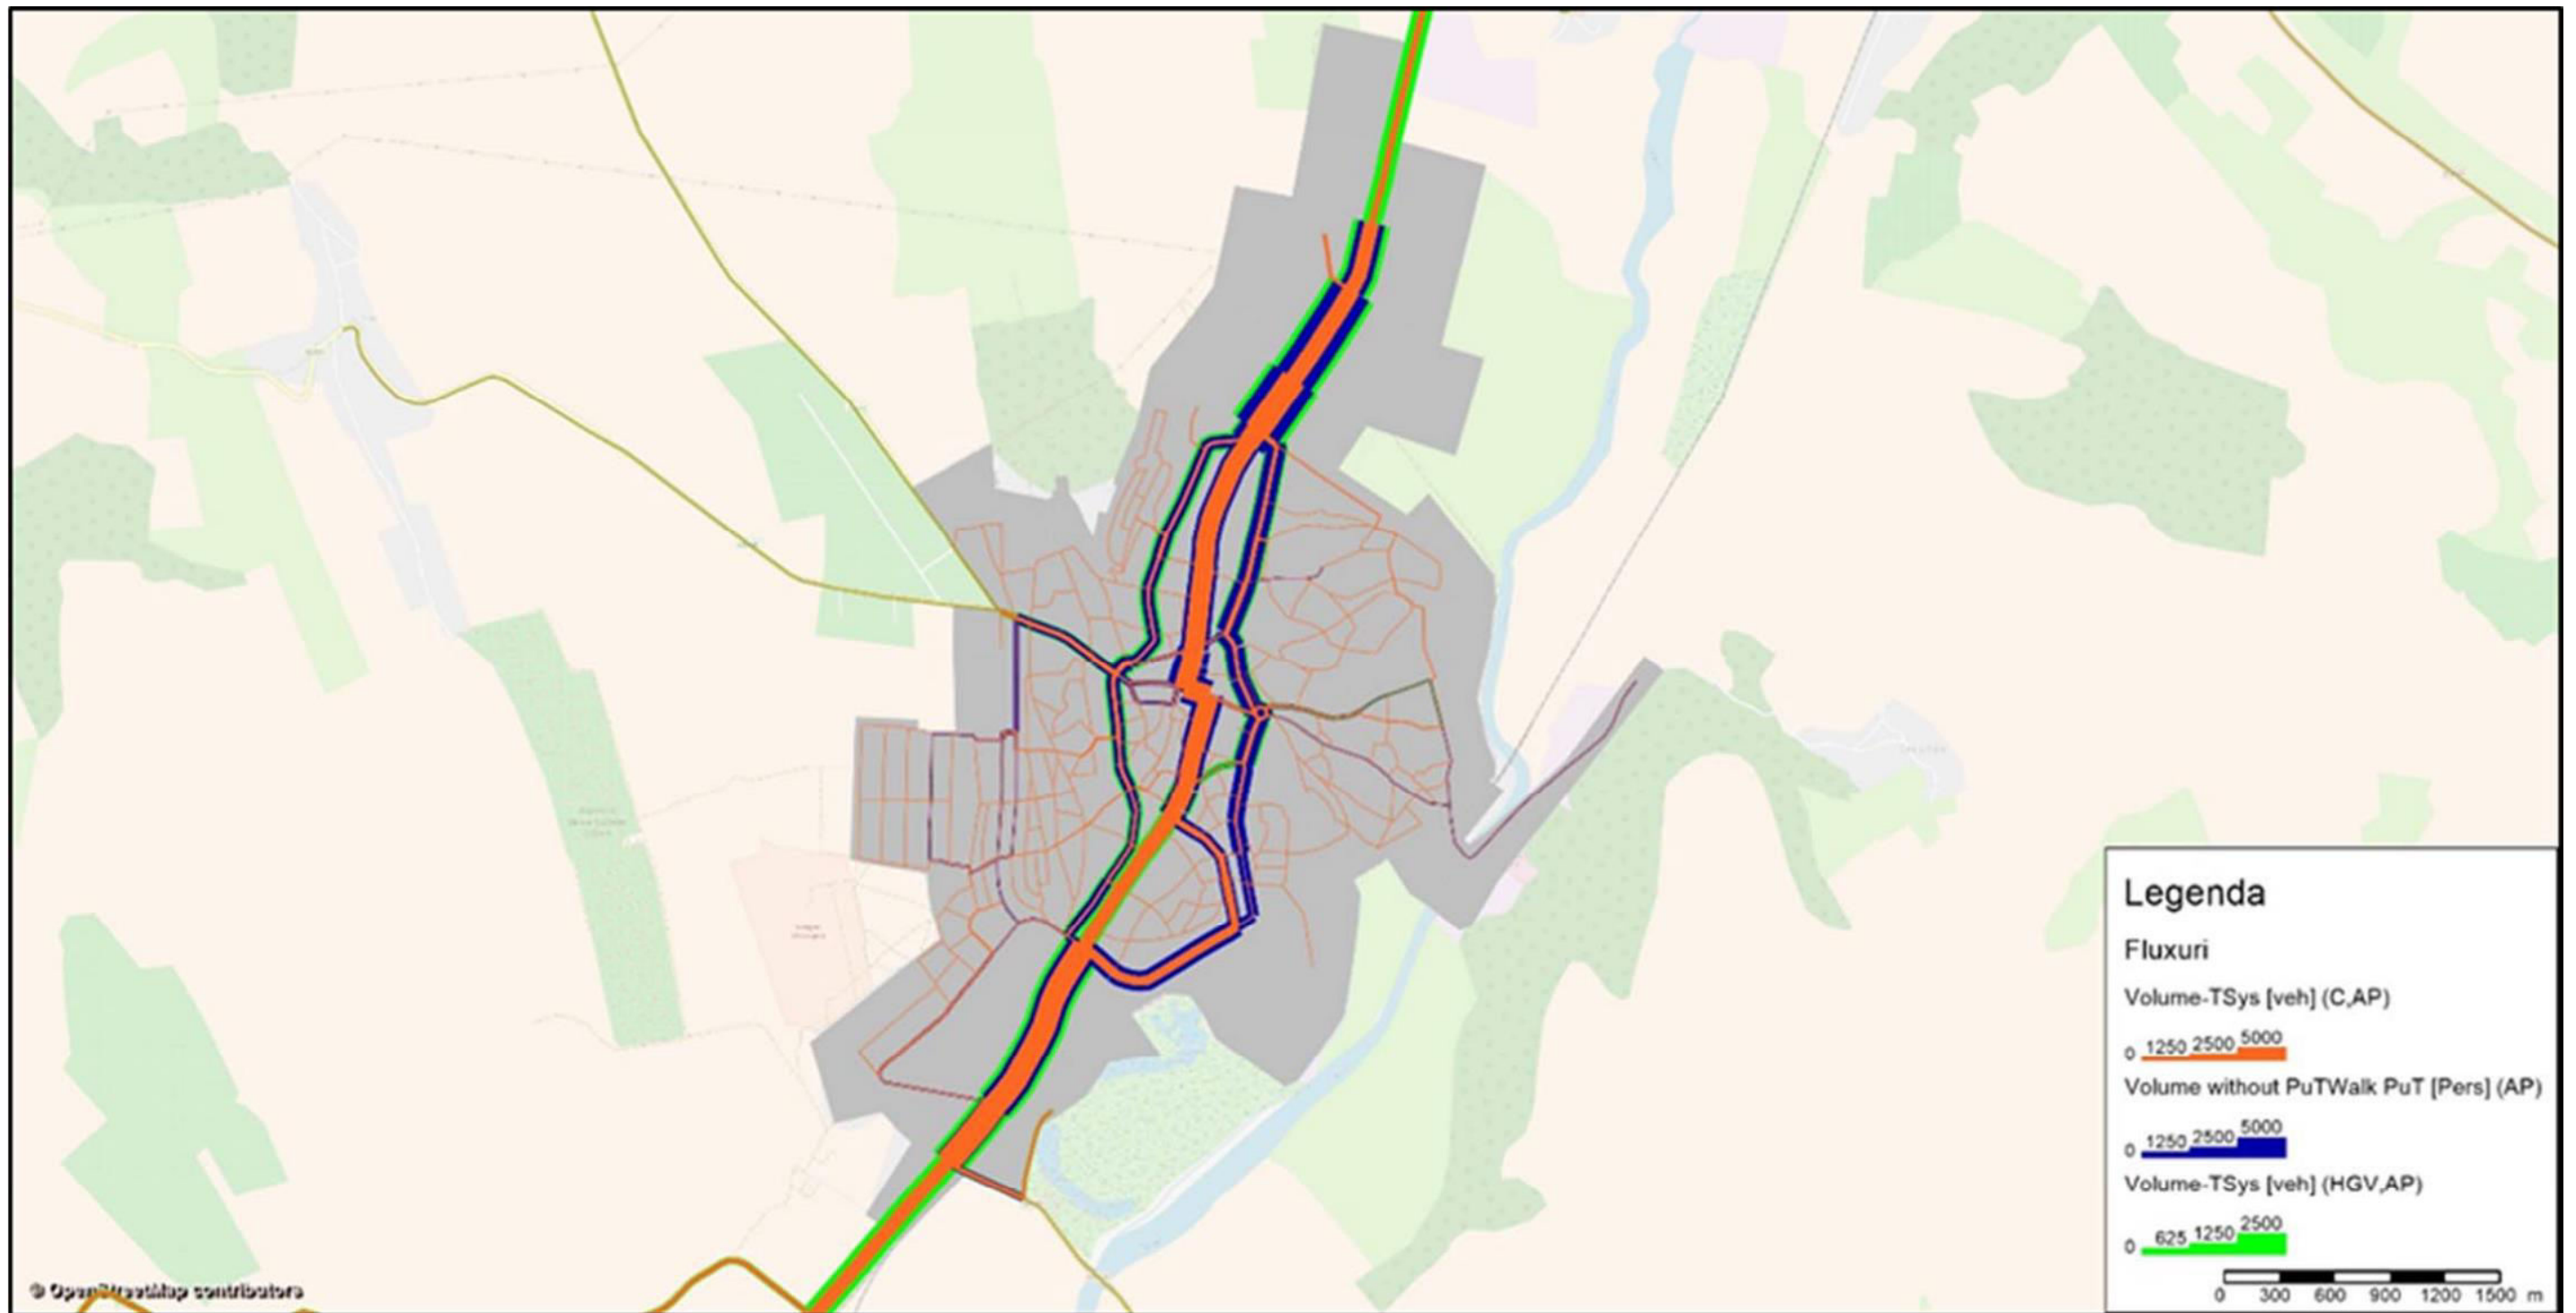 Legenda
Fluxuri
Volume-TSys [veh] (C,AP)
0 1250 2500 5000
Volume without PuTWalk PuT [Pers] (AP)
0 1250 2500 5000
Volume-TSys [veh] (HGV,AP)
0 625 1250 2500
0 300 600 900 1200 1500 m
© OpenStreetMap contributors